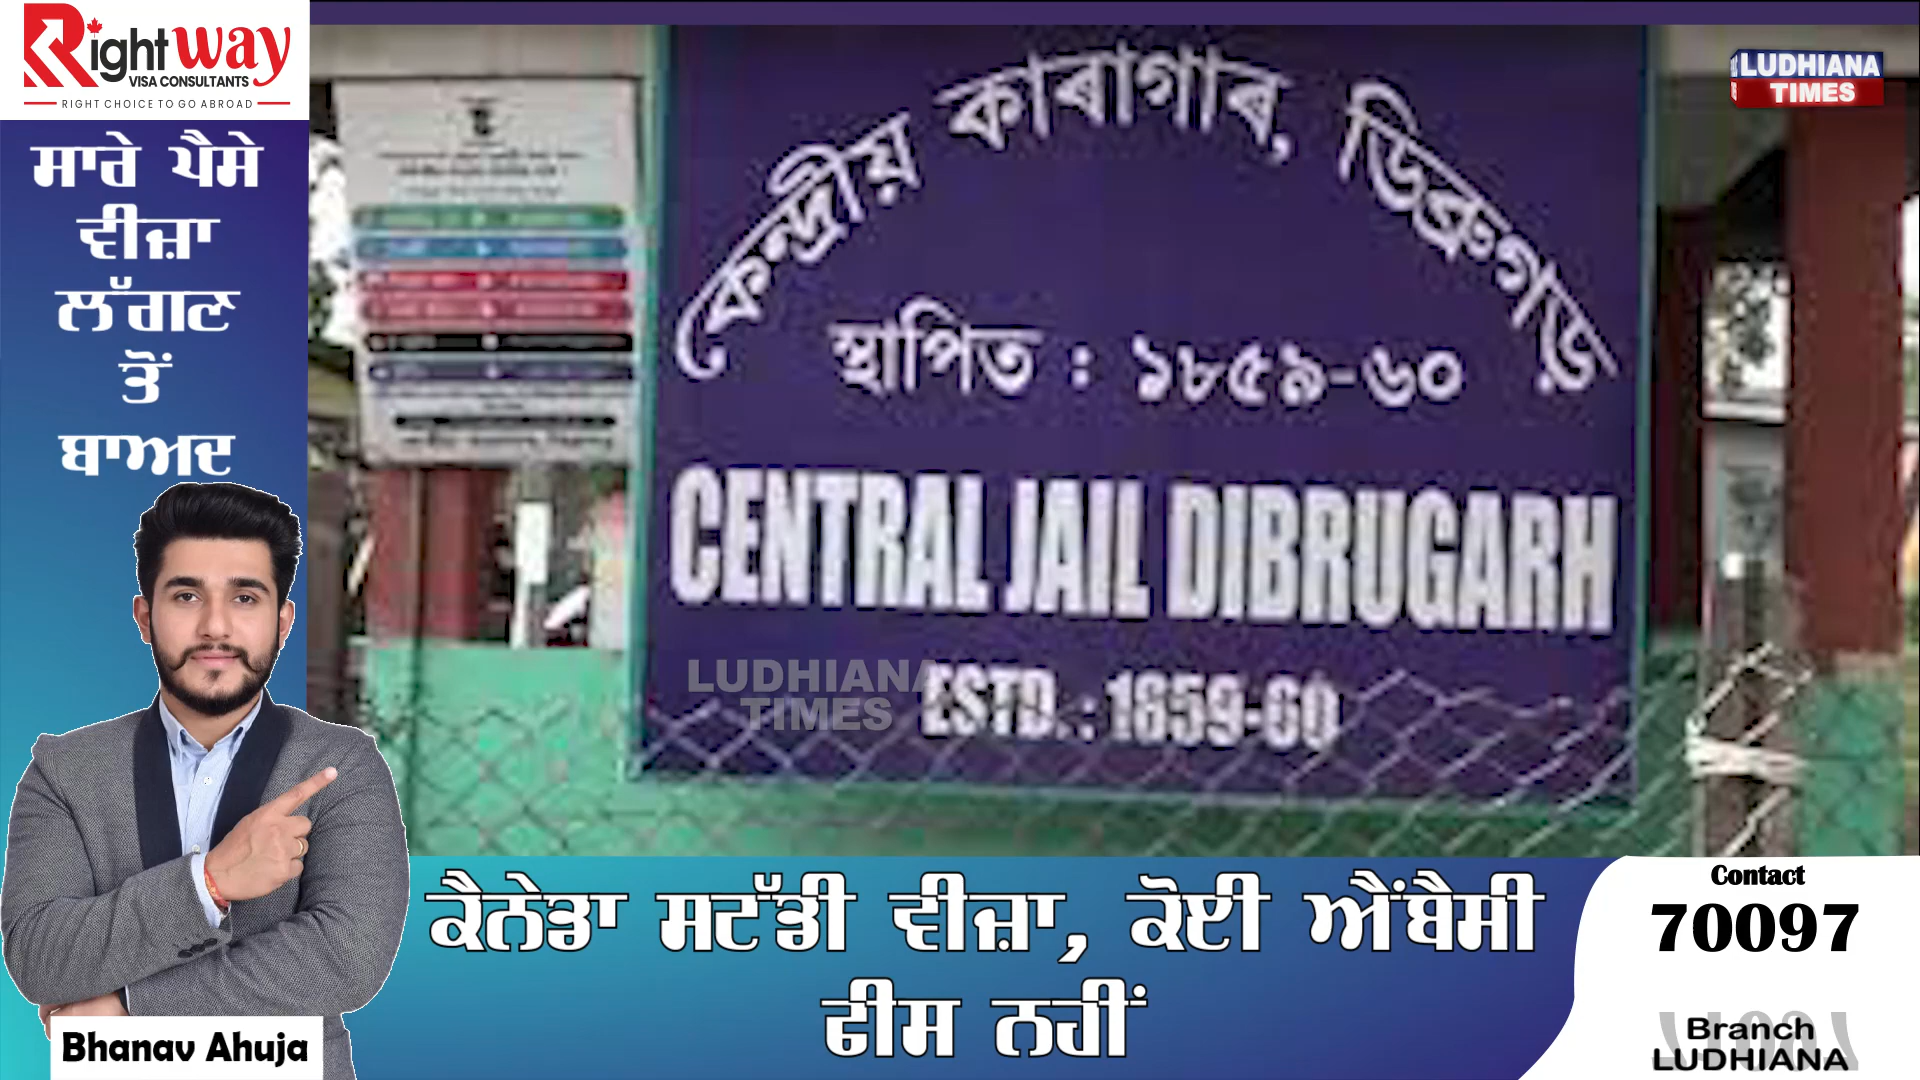 Rightway
VISA CONSULTANTS
RIGHT CHOICE TO GO ABROAD
ਸਾਰੇ ਪੈਸੇ
ਵੀਜ਼ਾ
ਲੱਗਣ
ਤੋਂ
ਬਾਅਦ
Bhanav Ahuja
LUDHIANA
TIMES
কেন্দ্ৰীয় কাৰাগাৰ, ডিব্ৰুগড়
স্থাপিত : ১৮৫৯-৬০
CENTRAL JAIL DIBRUGARH
ESTD. : 1859-60
LUDHIANA
TIMES
ਕੈਨੇਡਾ ਸਟੱਡੀ ਵੀਜ਼ਾ, ਕੋਈ ਐਂਬੈਸੀ
ਫੀਸ ਨਹੀਂ
Contact
70097
Branch
LUDHIANA